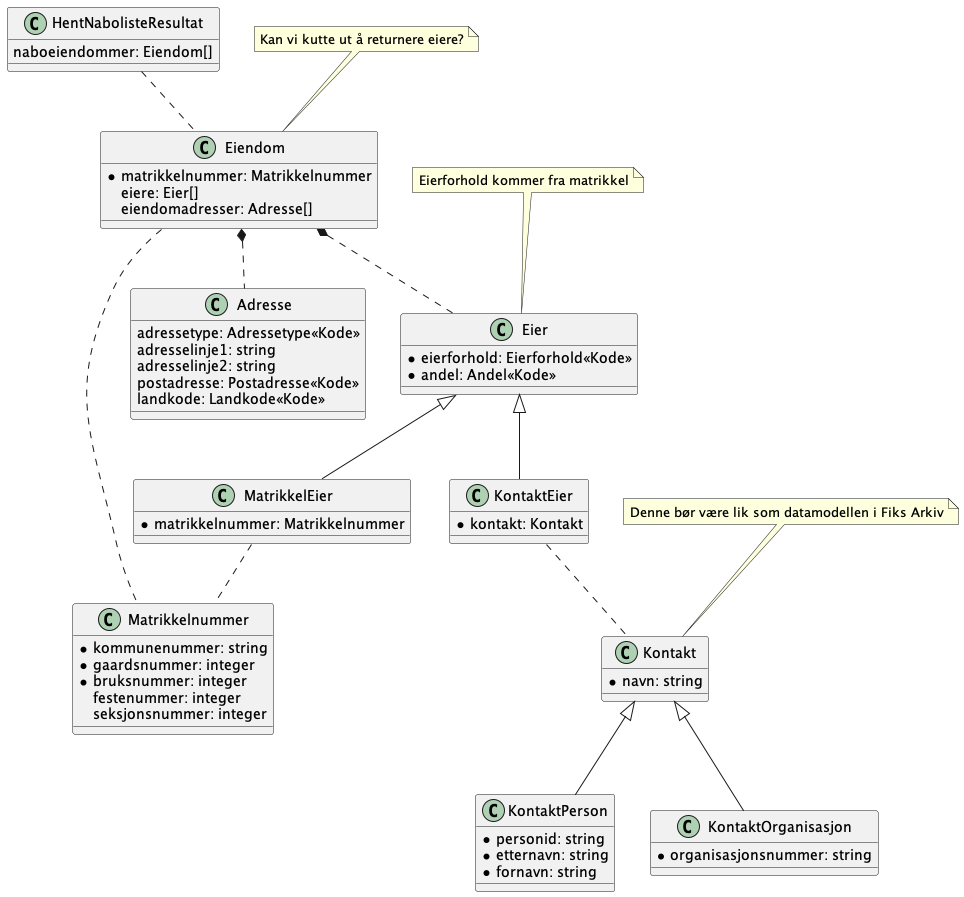 C HentNabolisteResultat
naboeiendommer: Eiendom[]
Kan vi kutte ut å returnere eiere?
C Eiendom
matrikkelnummer: Matrikkelnummer
eiere: Eier[]
eiendomadresser: Adresse[]
Eierforhold kommer fra matrikkel
C Adresse
adressetype: Adressetype«Kode»
adresselinje1: string
adresselinje2: string
postadresse: Postadresse«Kode»
landkode: Landkode«Kode»
C Eier
eierforhold: Eierforhold«Kode»
andel: Andel«Kode»
C MatrikkelEier
matrikkelnummer: Matrikkelnummer
C KontaktEier
kontakt: Kontakt
Denne bør være lik som datamodellen i Fiks Arkiv
C Matrikkelnummer
kommunenummer: string
gaardsnummer: integer
bruksnummer: integer
festenummer: integer
seksjonsnummer: integer
C Kontakt
navn: string
C KontaktPerson
personid: string
etternavn: string
fornavn: string
C KontaktOrganisasjon
organisasjonsnummer: string